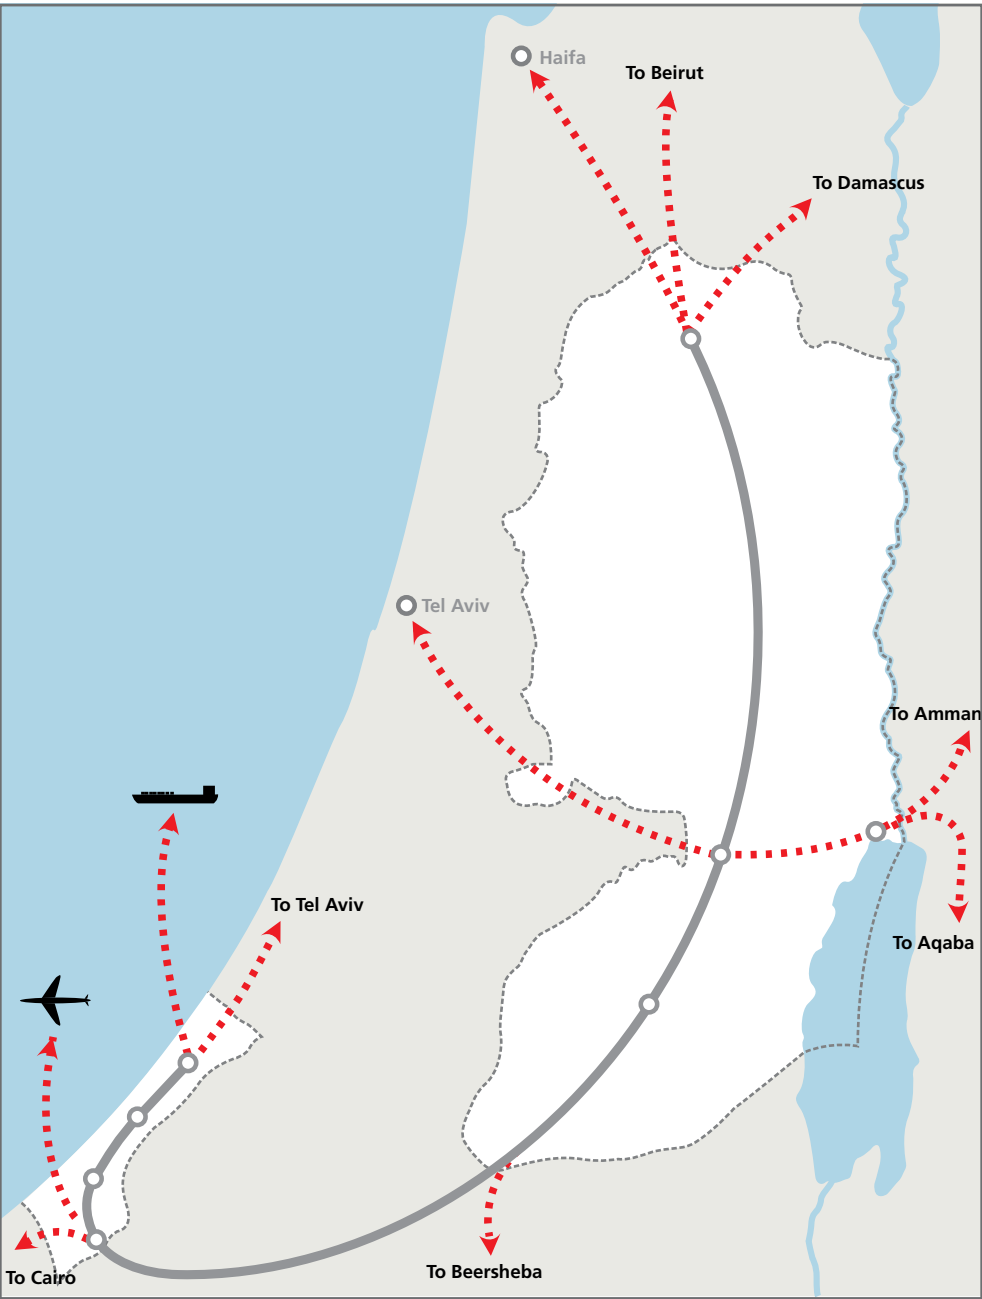 Haifa
To Beirut
To Damascus
Tel Aviv
To Amman
To Tel Aviv
To Aqaba
To Beersheba
To Cairo